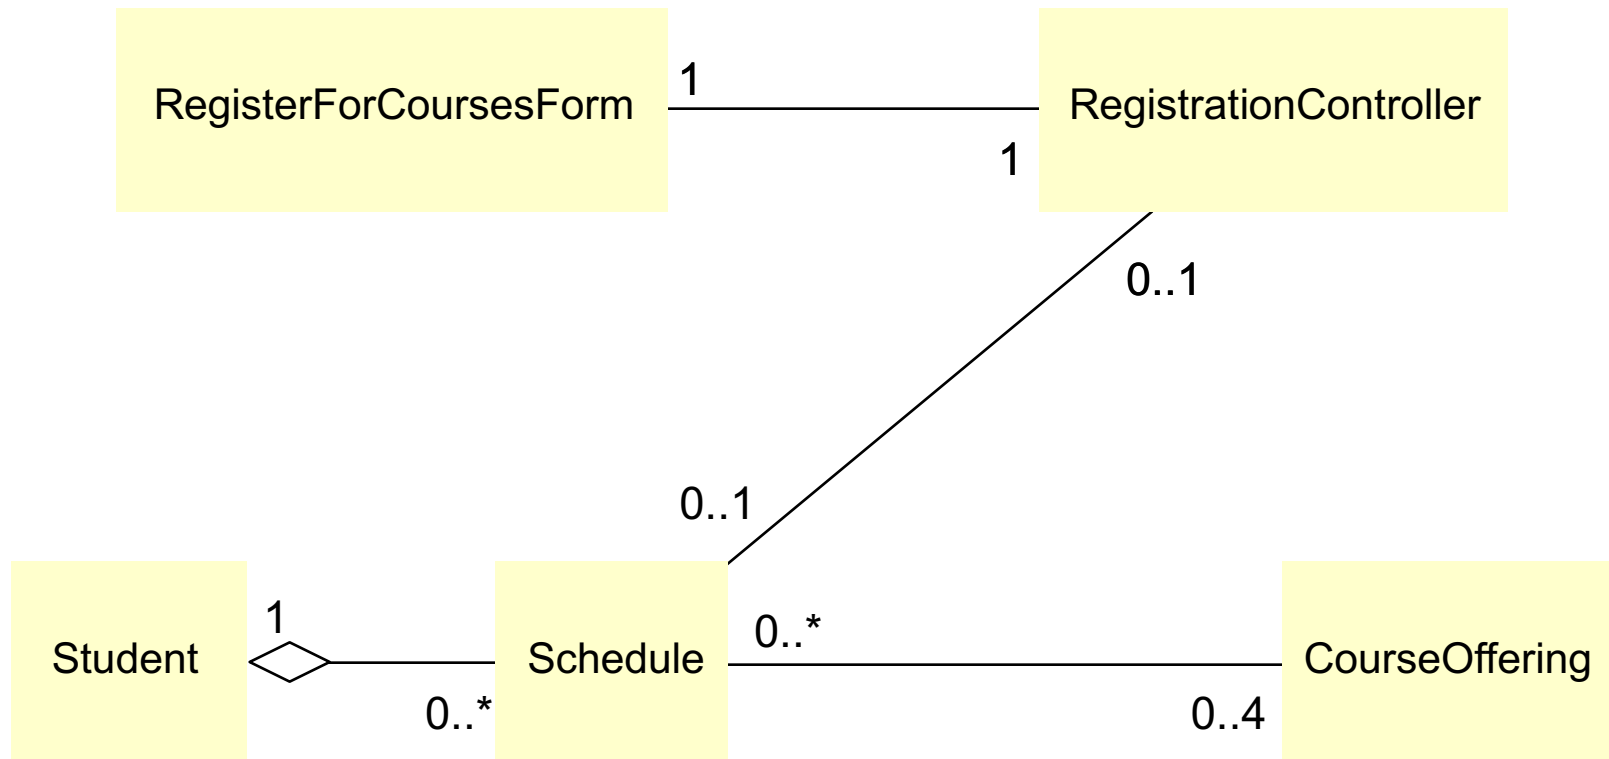 RegisterForCoursesForm
1
1
RegistrationController
0..1
0..1
Student
1
0..*
Schedule
0..*
0..4
CourseOffering